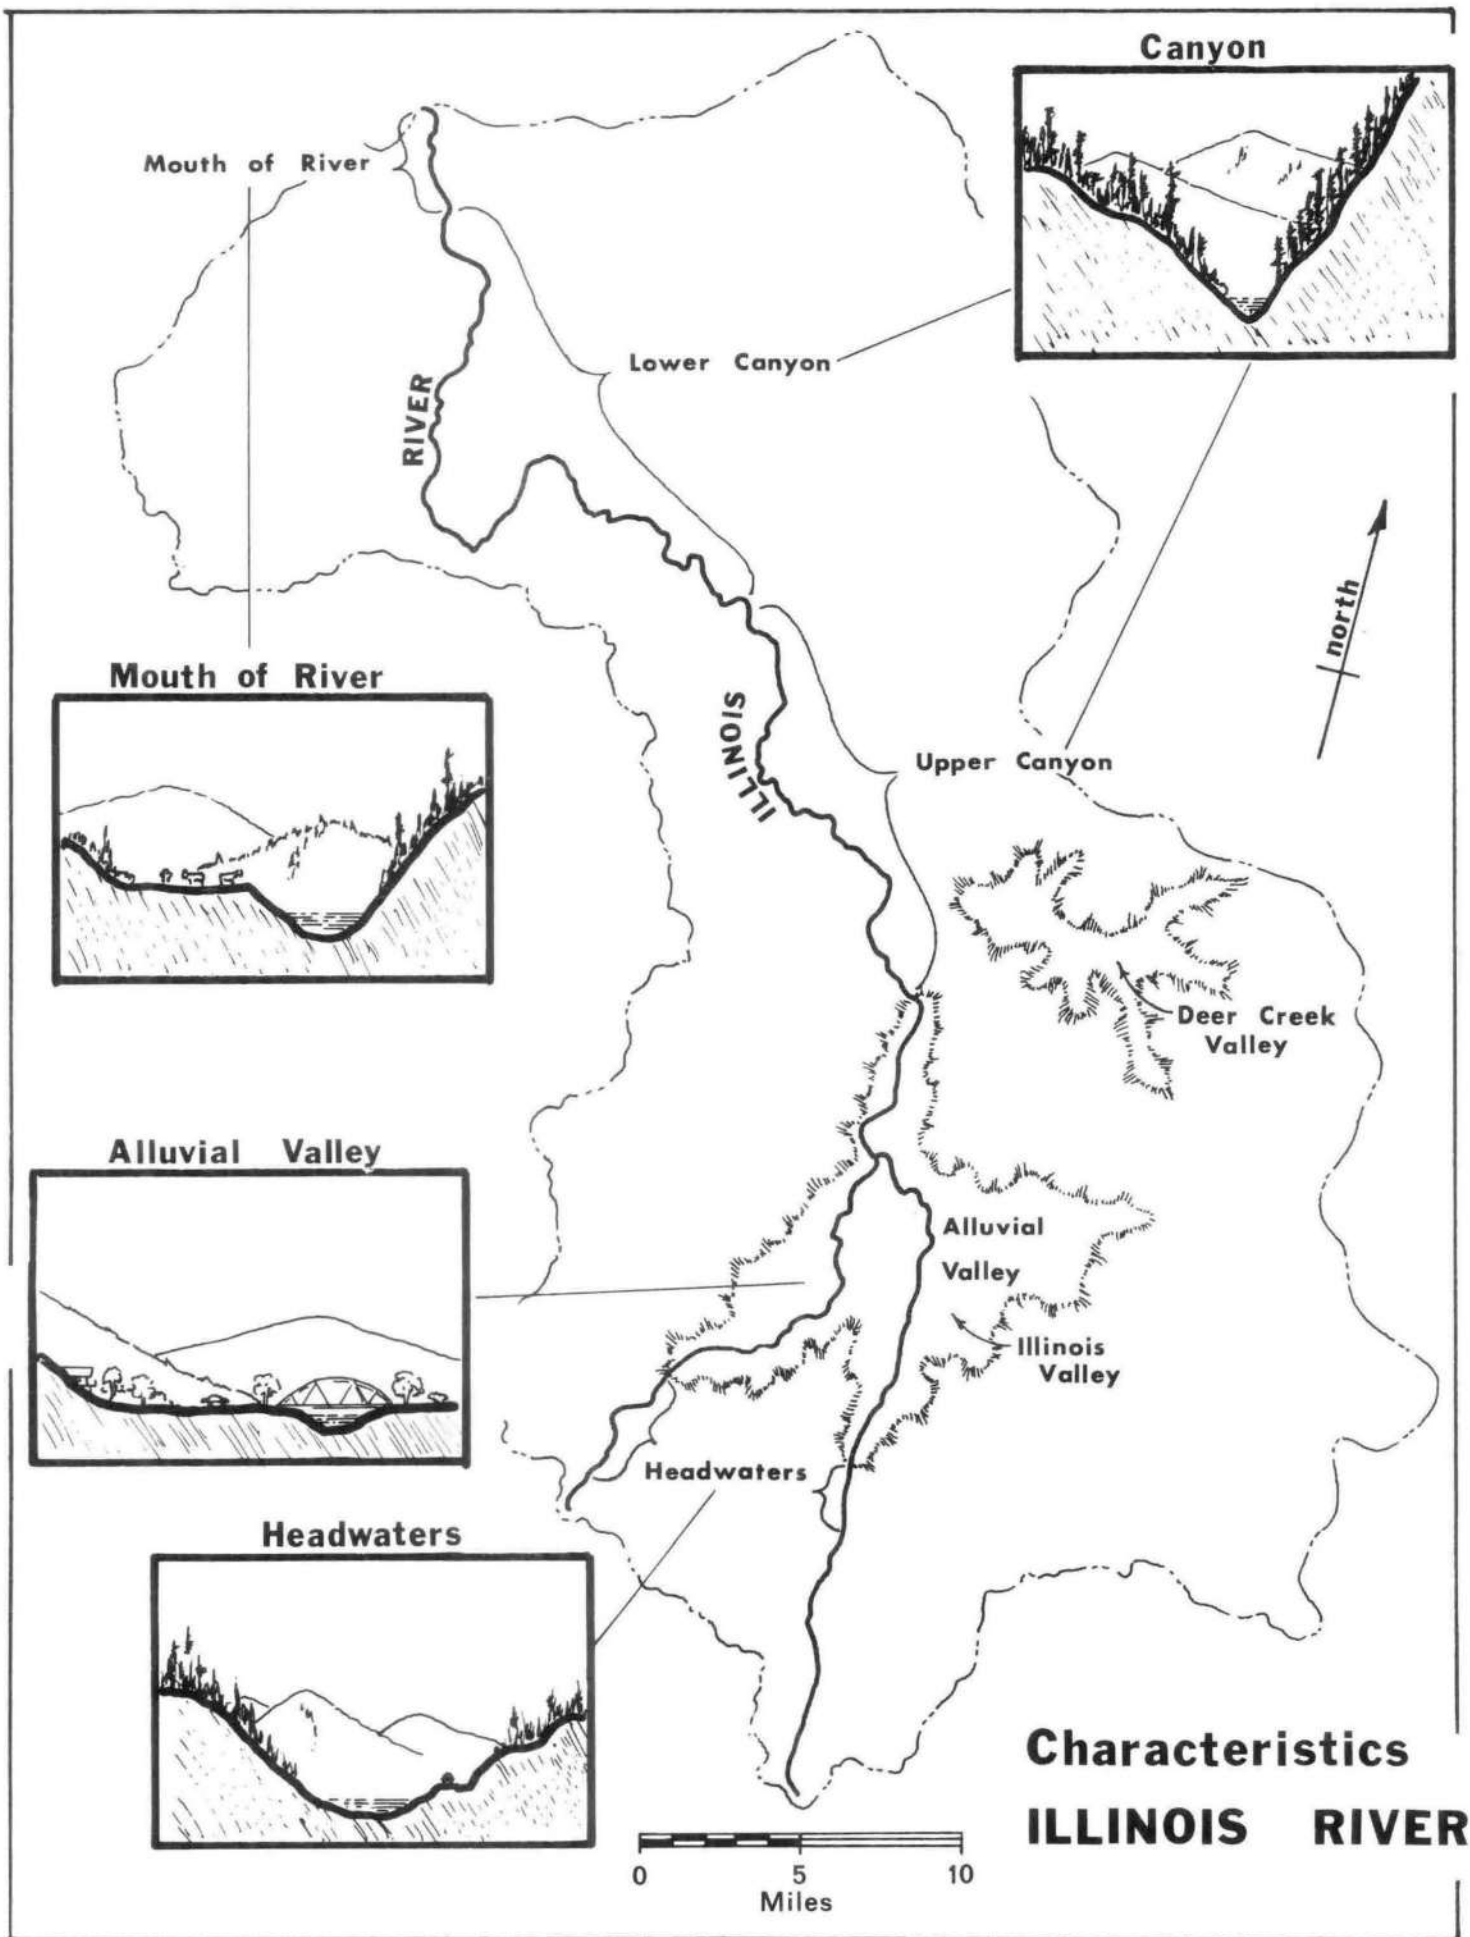 Canyon
Mouth of River
Lower Canyon
RIVER
north
Mouth of River
ILLINOIS
Upper Canyon
Deer Creek
Valley
Alluvial Valley
Alluvial
Valley
Illinois
Valley
Headwaters
Headwaters
Characteristics
ILLINOIS RIVER
0 5 10
Miles